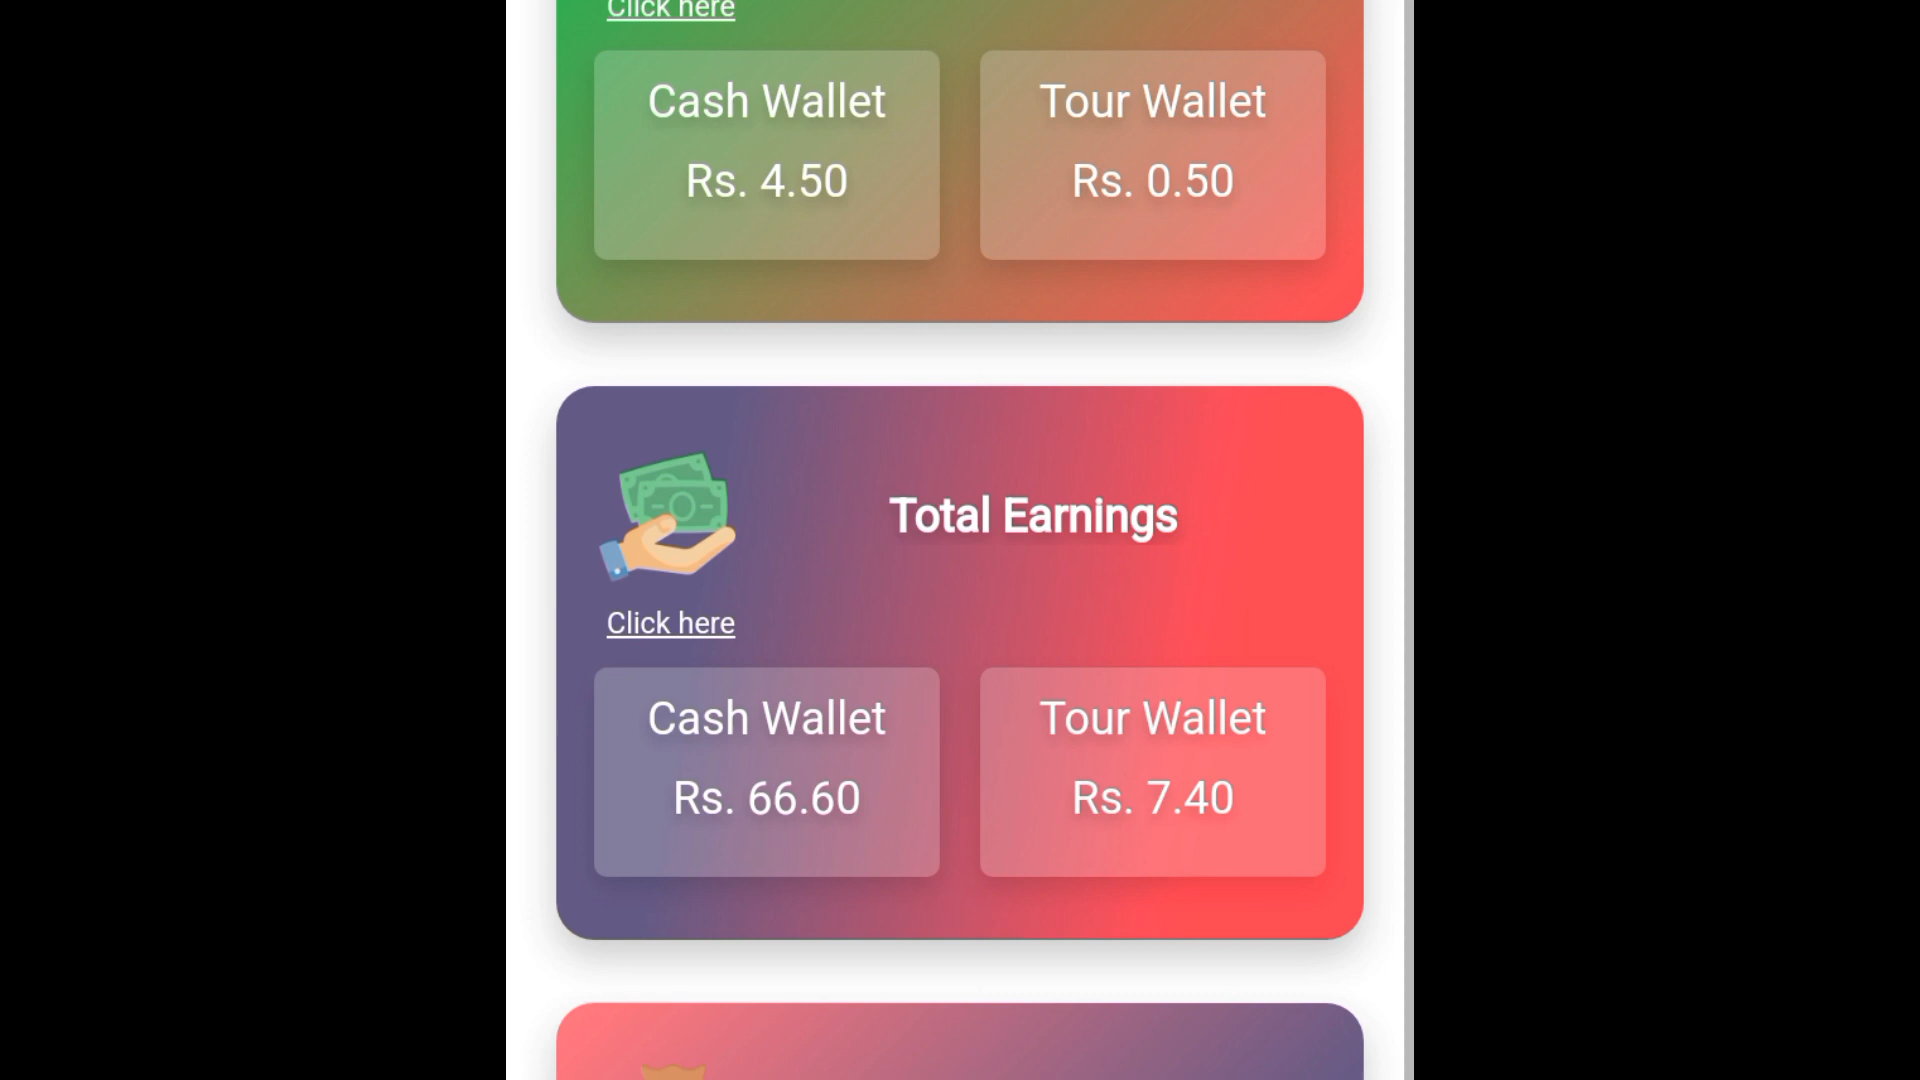 Click here
Cash Wallet
Tour Wallet
Rs. 4.50
Rs. 0.50
Total Earnings
Click here
Cash Wallet
Tour Wallet
Rs. 66.60
Rs. 7.40